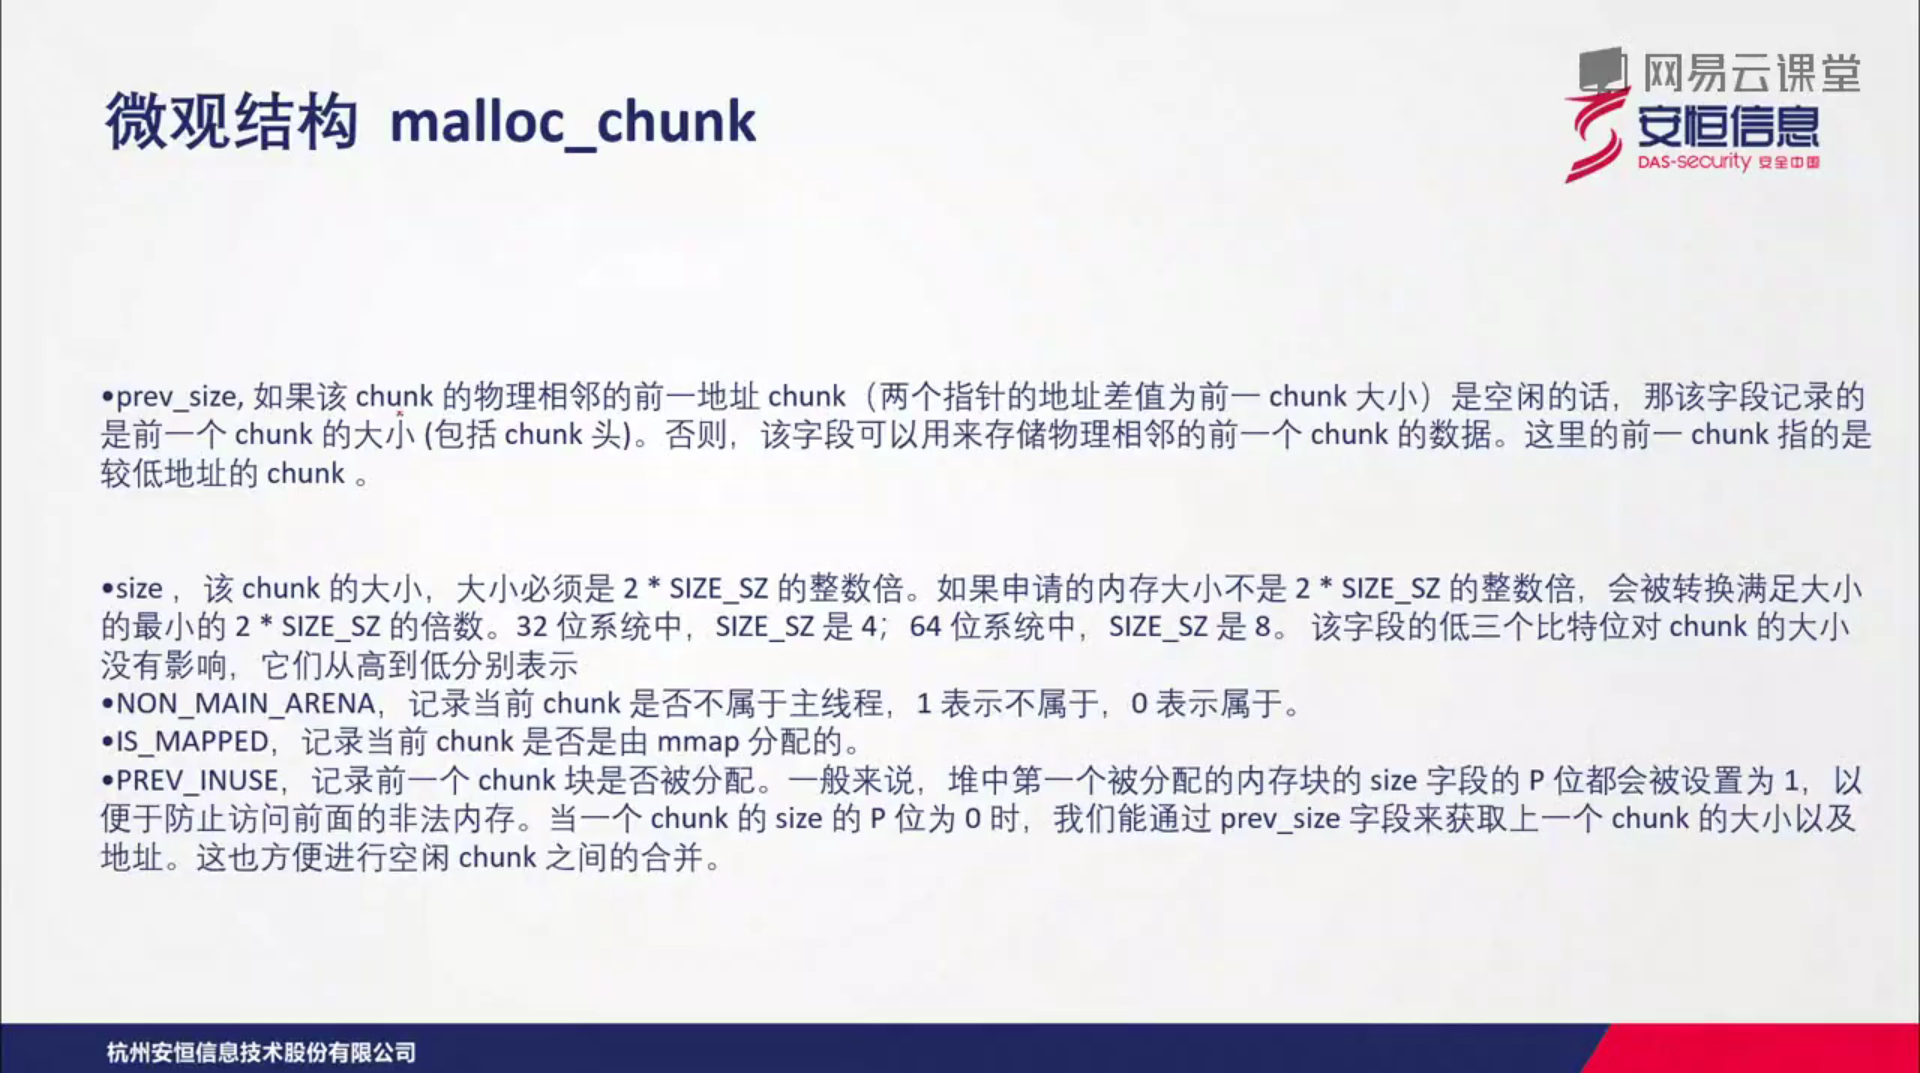 网易云课堂
微观结构 malloc_chunk
安恒信息
DAS-security 安全中国
•prev_size, 如果该 chunk 的物理相邻的前一地址 chunk（两个指针的地址差值为前一 chunk 大小）是空闲的话，那该字段记录的
是前一个 chunk 的大小 (包括 chunk 头)。否则，该字段可以用来存储物理相邻的前一个 chunk 的数据。这里的前一 chunk 指的是
较低地址的 chunk 。
•size ，该 chunk 的大小，大小必须是 2 * SIZE_SZ 的整数倍。如果申请的内存大小不是 2 * SIZE_SZ 的整数倍，会被转换满足大小
的最小的 2 * SIZE_SZ 的倍数。32 位系统中，SIZE_SZ 是 4；64 位系统中，SIZE_SZ 是 8。 该字段的低三个比特位对 chunk 的大小
没有影响，它们从高到低分别表示
•NON_MAIN_ARENA，记录当前 chunk 是否不属于主线程，1 表示不属于，0 表示属于。
•IS_MAPPED，记录当前 chunk 是否是由 mmap 分配的。
•PREV_INUSE，记录前一个 chunk 块是否被分配。一般来说，堆中第一个被分配的内存块的 size 字段的 P 位都会被设置为 1，以
便于防止访问前面的非法内存。当一个 chunk 的 size 的 P 位为 0 时，我们能通过 prev_size 字段来获取上一个 chunk 的大小以及
地址。这也方便进行空闲 chunk 之间的合并。
杭州安恒信息技术股份有限公司